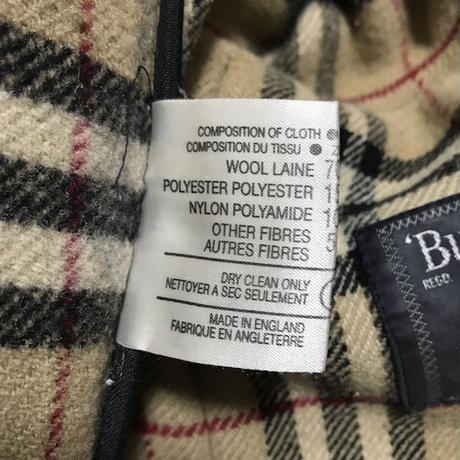 COMPOSITION OF CLOTH
COMPOSITION DU TISSU
WOOL LAINE 7
POLYESTER POLYESTER 1
NYLON POLYAMIDE 1
OTHER FIBRES 5
AUTRES FIBRES
DRY CLEAN ONLY
NETTOYER A SEC SEULEMENT
MADE IN ENGLAND
FABRIQUE EN ANGLETERRE
'Bu
REGD.